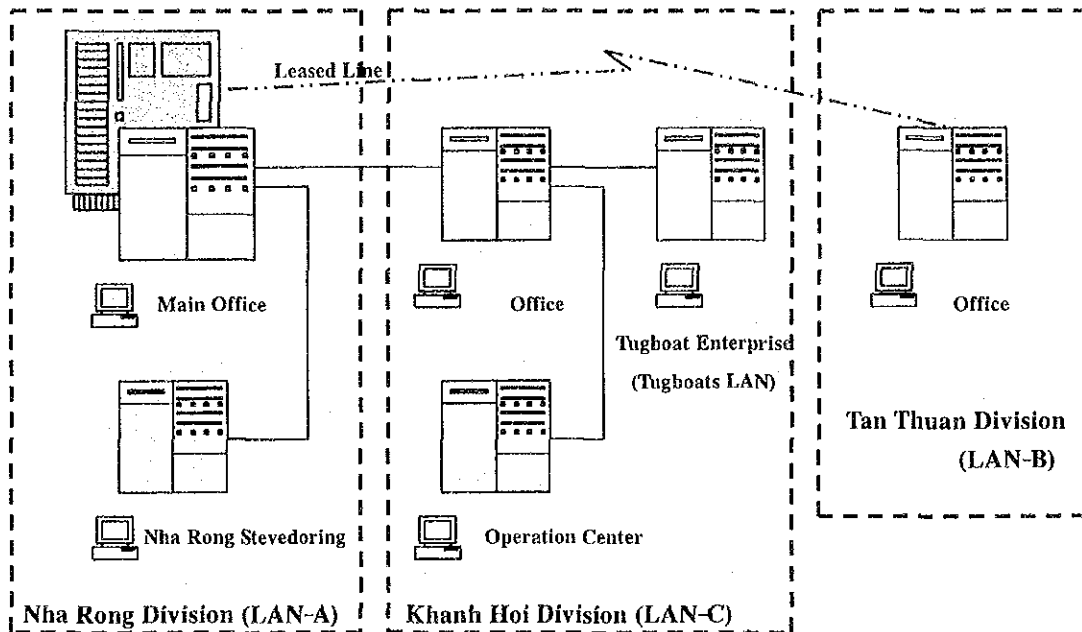 Leased Line
Main Office
Office
Office
Tugboat Enterprise
(Tugboats LAN)
Tan Thuan Division
(LAN-B)
Nha Rong Stevedoring
Operation Center
Nha Rong Division (LAN-A)
Khanh Hoi Division (LAN-C)